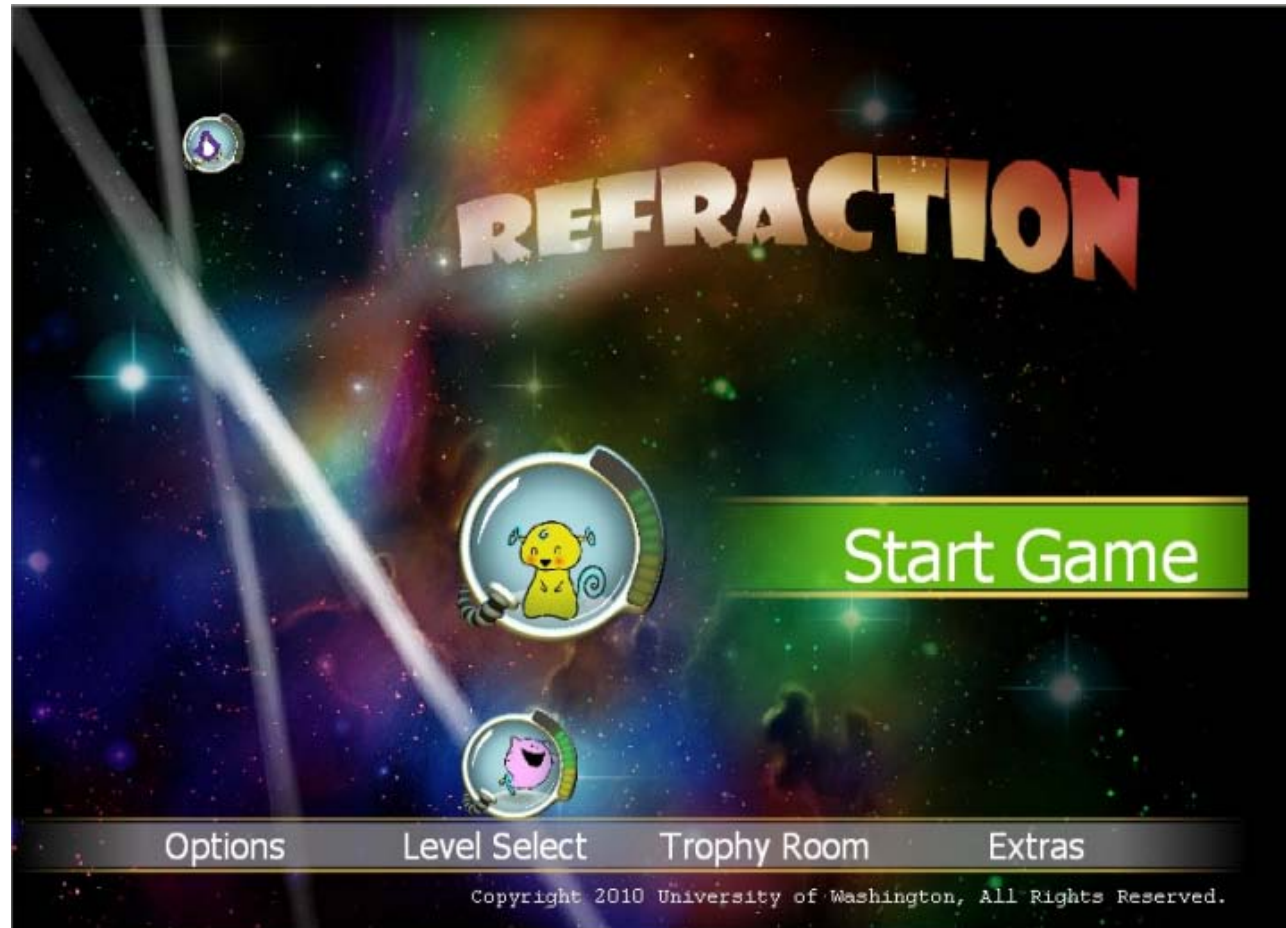 REFRACTION
Start Game
Options Level Select Trophy Room Extras
Copyright 2010 University of Washington, All Rights Reserved.